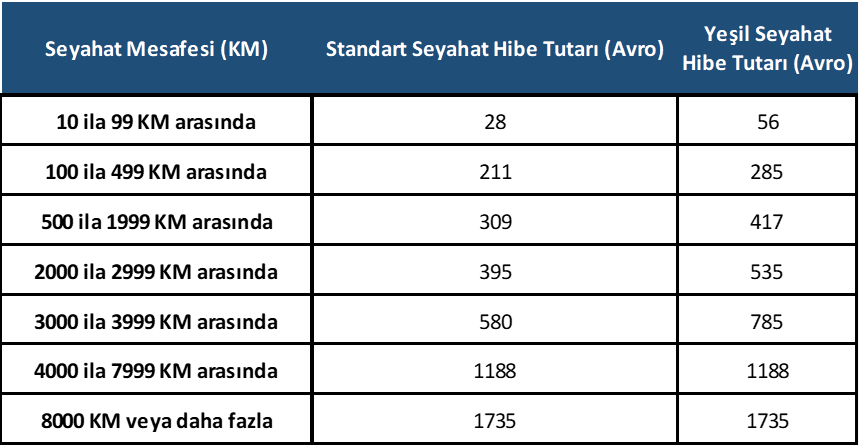 Seyahat Mesafesi (KM) Standart Seyahat Hibe Tutarı (Avro) Yeşil Seyahat
Hibe Tutarı (Avro)
10 ila 99 KM arasında 28 56
100 ila 499 KM arasında 211 285
500 ila 1999 KM arasında 309 417
2000 ila 2999 KM arasında 395 535
3000 ila 3999 KM arasında 580 785
4000 ila 7999 KM arasında 1188 1188
8000 KM veya daha fazla 1735 1735